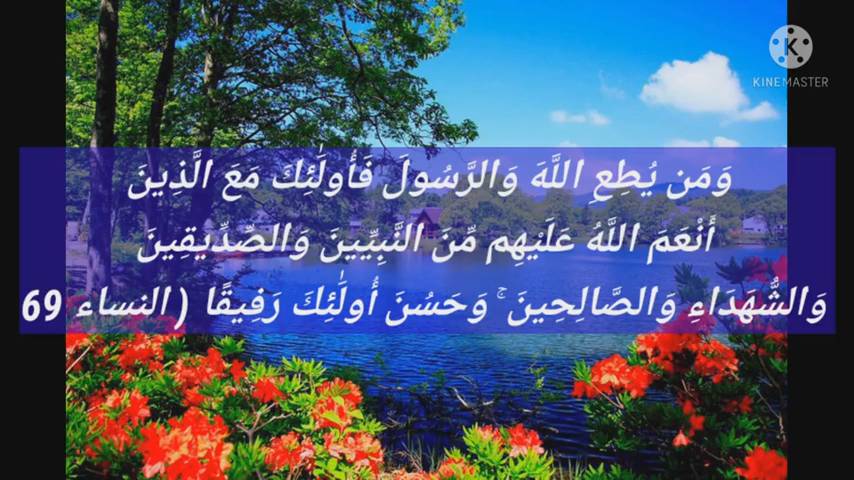 KINEMASTER
وَمَن يُطِعِ اللَّهَ وَالرَّسُولَ فَأُولَٰئِكَ مَعَ الَّذِينَ
أَنْعَمَ اللَّهُ عَلَيْهِم مِّنَ النَّبِيِّينَ وَالصِّدِّيقِينَ
وَالشُّهَدَاءِ وَالصَّالِحِينَ ۚ وَحَسُنَ أُولَٰئِكَ رَفِيقًا (النساء 69